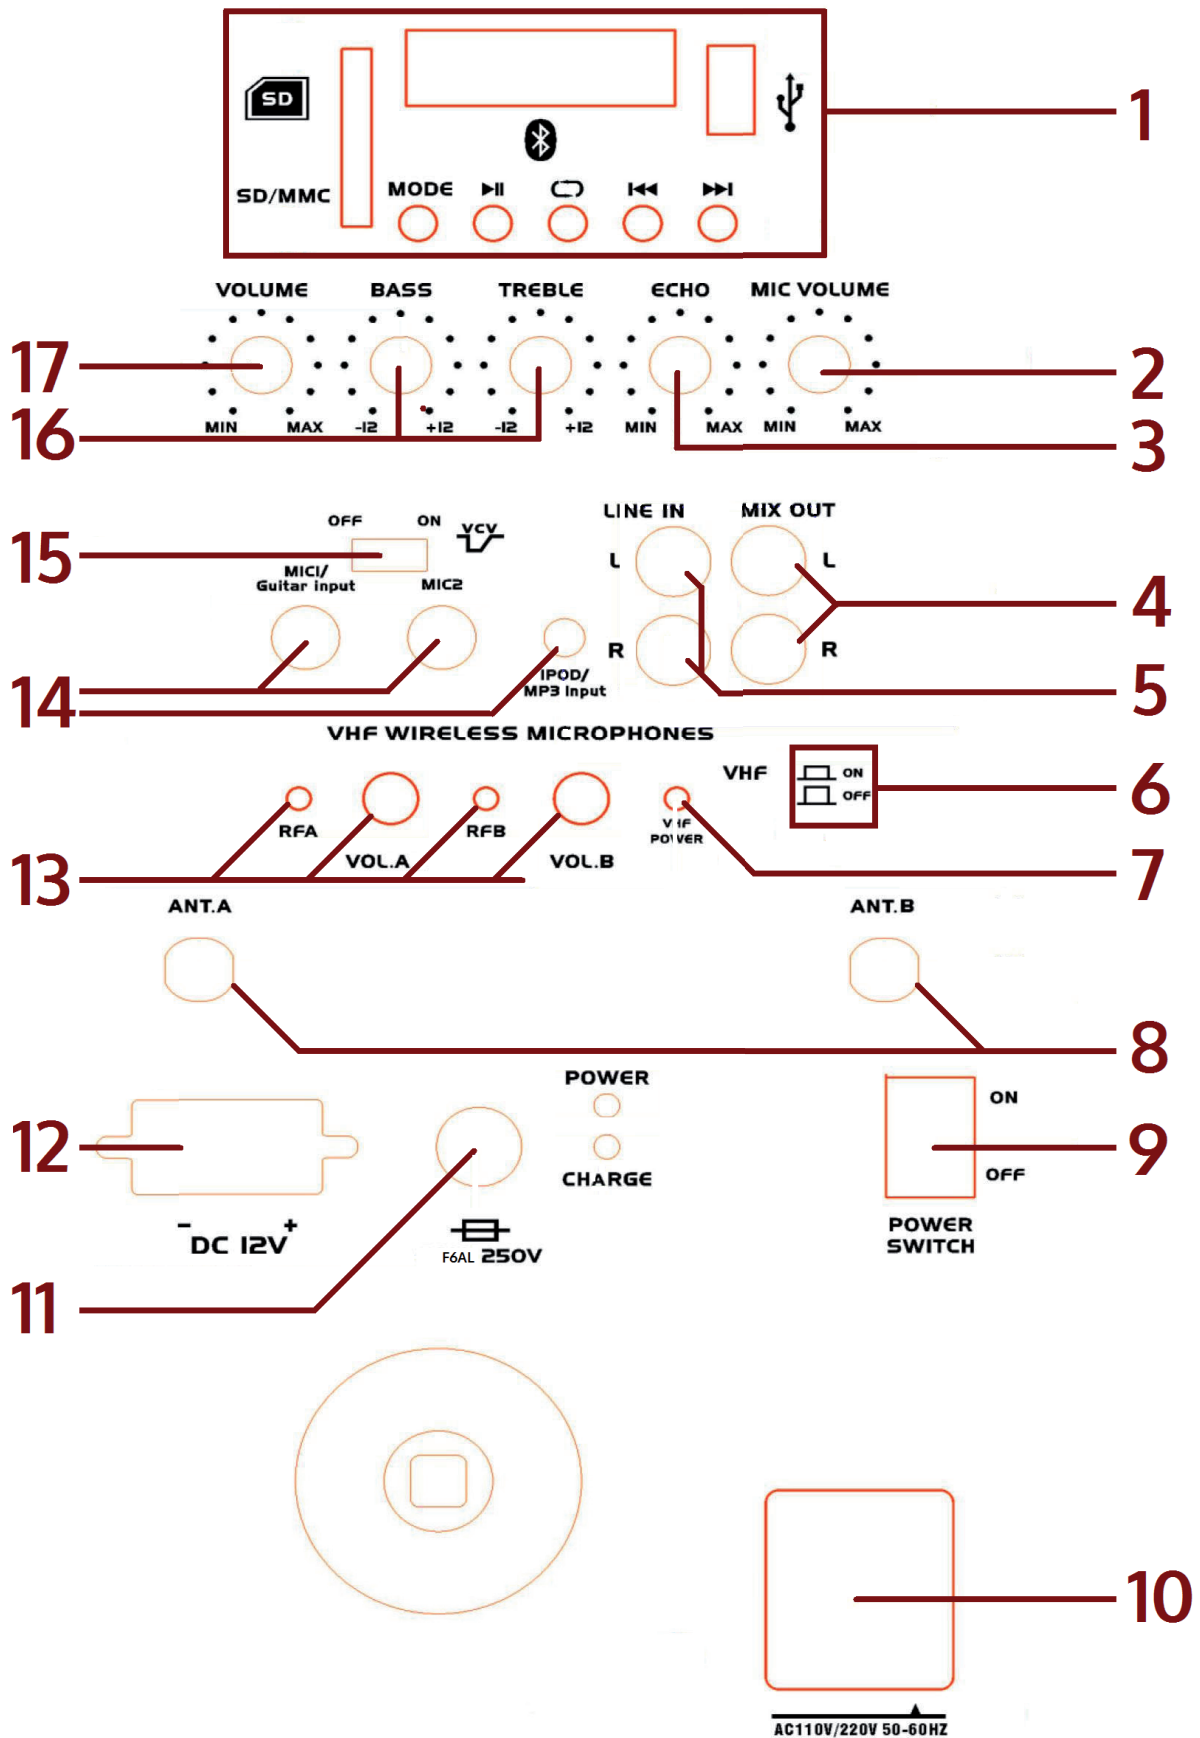 1
SD
SD/MMC
MODE
VOLUME BASS TREBLE ECHO MIC VOLUME
17 2
MIN MAX -12 +12 -12 +12 MIN MAX MIN MAX
16 3
LINE IN MIX OUT
OFF ON VCV
15
L L
MIC1/
Guitar input MIC2
4
R R
IPOD/
MP3 Input
14 5
VHF WIRELESS MICROPHONES
VHF ON
OFF
6
RFA RFB VHF
POWER
VOL.A VOL.B
13 7
ANT.A ANT.B
8
POWER
ON
12 9
CHARGE OFF
POWER
SWITCH
- +
DC 12V
F6AL 250V
11
10
AC110V/220V 50-60HZ